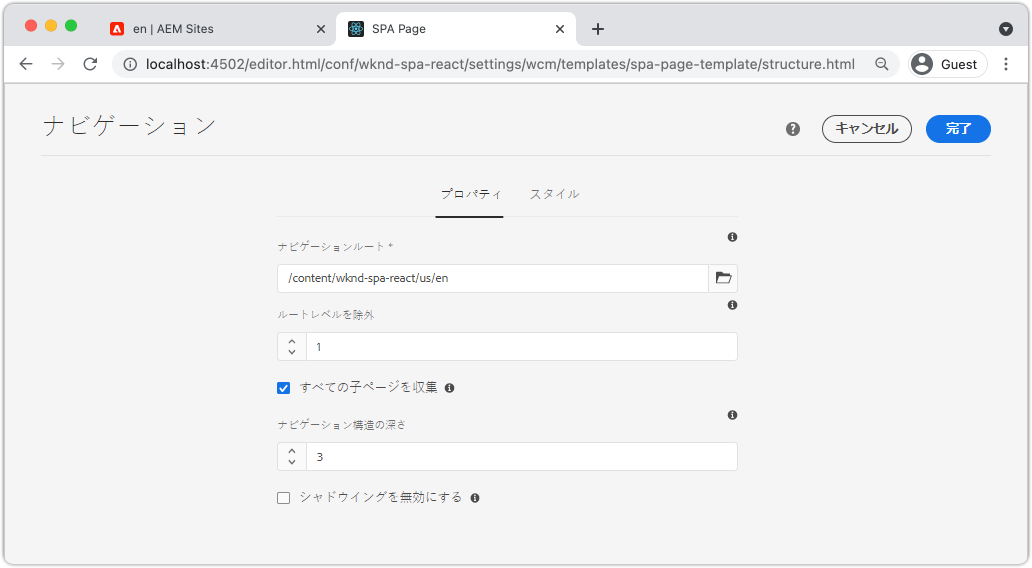 en | AEM Sites
SPA Page
localhost:4502/editor.html/conf/wknd-spa-react/settings/wcm/templates/spa-page-template/structure.html
Guest
ナビゲーション
キャンセル
完了
プロパティ
スタイル
ナビゲーションルート *
/content/wknd-spa-react/us/en
ルートレベルを除外
1
すべての子ページを収集
ナビゲーション構造の深さ
3
シャドウイングを無効にする